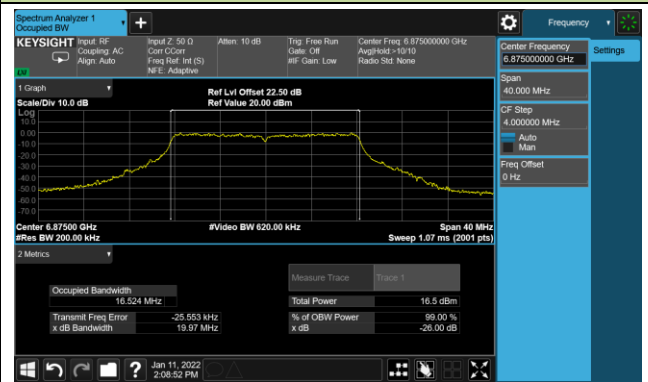 Spectrum Analyzer 1
Occupied BW
Frequency
KEYSIGHT
Input: RF
Coupling: AC
Align: Auto
Input Z: 50 Ω
Corr CCorr
Freq Ref: Int (S)
NFE: Adaptive
Atten: 10 dB
Trig: Free Run
Gate: Off
#IF Gain: Low
Center Freq: 6.875000000 GHz
Avg|Hold:>10/10
Radio Std: None
Center Frequency
6.875000000 GHz
Settings
Span
40.000 MHz
CF Step
4.000000 MHz
Auto
Man
Freq Offset
0 Hz
1 Graph
Scale/Div 10.0 dB
Ref Lvl Offset 22.50 dB
Ref Value 20.00 dBm
Log
10.0
0.00
-10.0
-20.0
-30.0
-40.0
-50.0
-60.0
-70.0
Center 6.87500 GHz
#Res BW 200.00 kHz
#Video BW 620.00 kHz
Span 40 MHz
Sweep 1.07 ms (2001 pts)
2 Metrics
Measure Trace
Trace 1
Occupied Bandwidth
16.524 MHz
Total Power
16.5 dBm
Transmit Freq Error
-25.553 kHz
% of OBW Power
99.00 %
x dB Bandwidth
19.97 MHz
x dB
-26.00 dB
Jan 11, 2022
2:08:52 PM